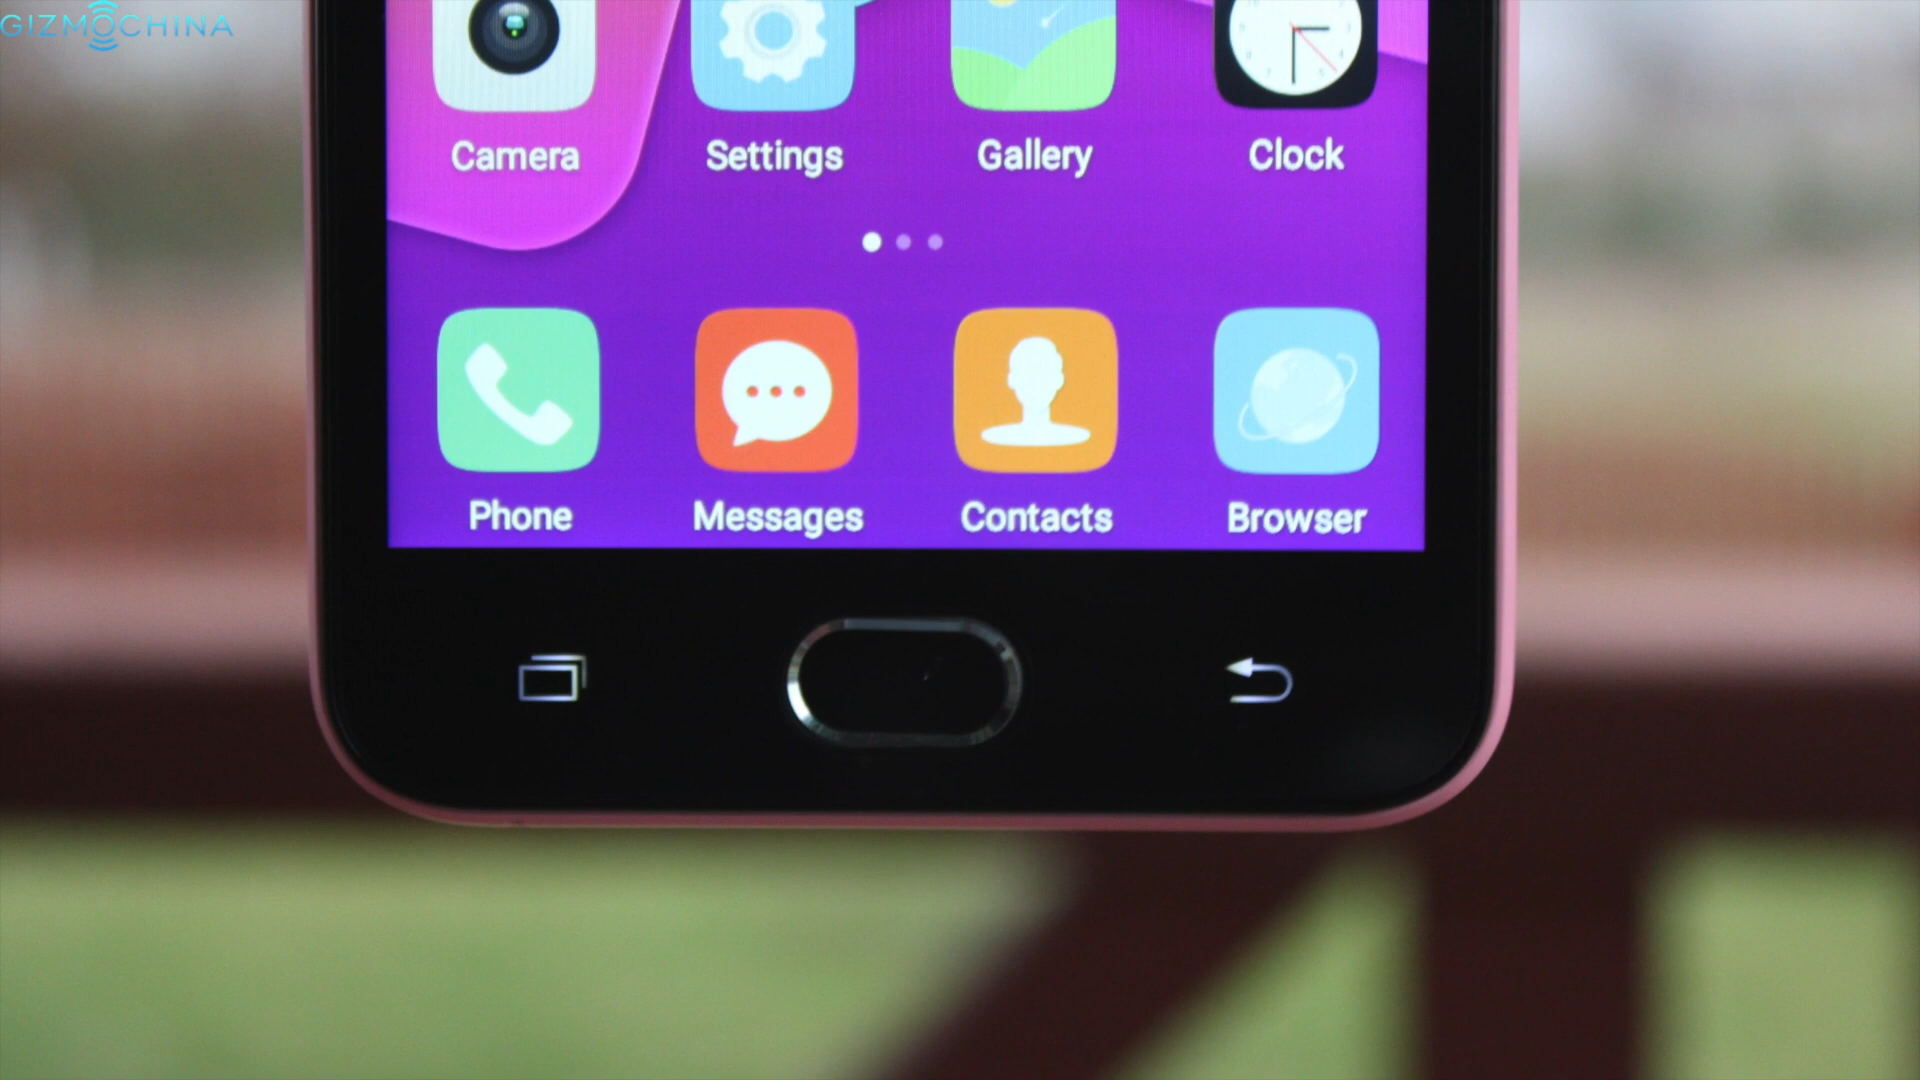 GIZMOCHINA
Camera Settings Gallery Clock
Phone Messages Contacts Browser